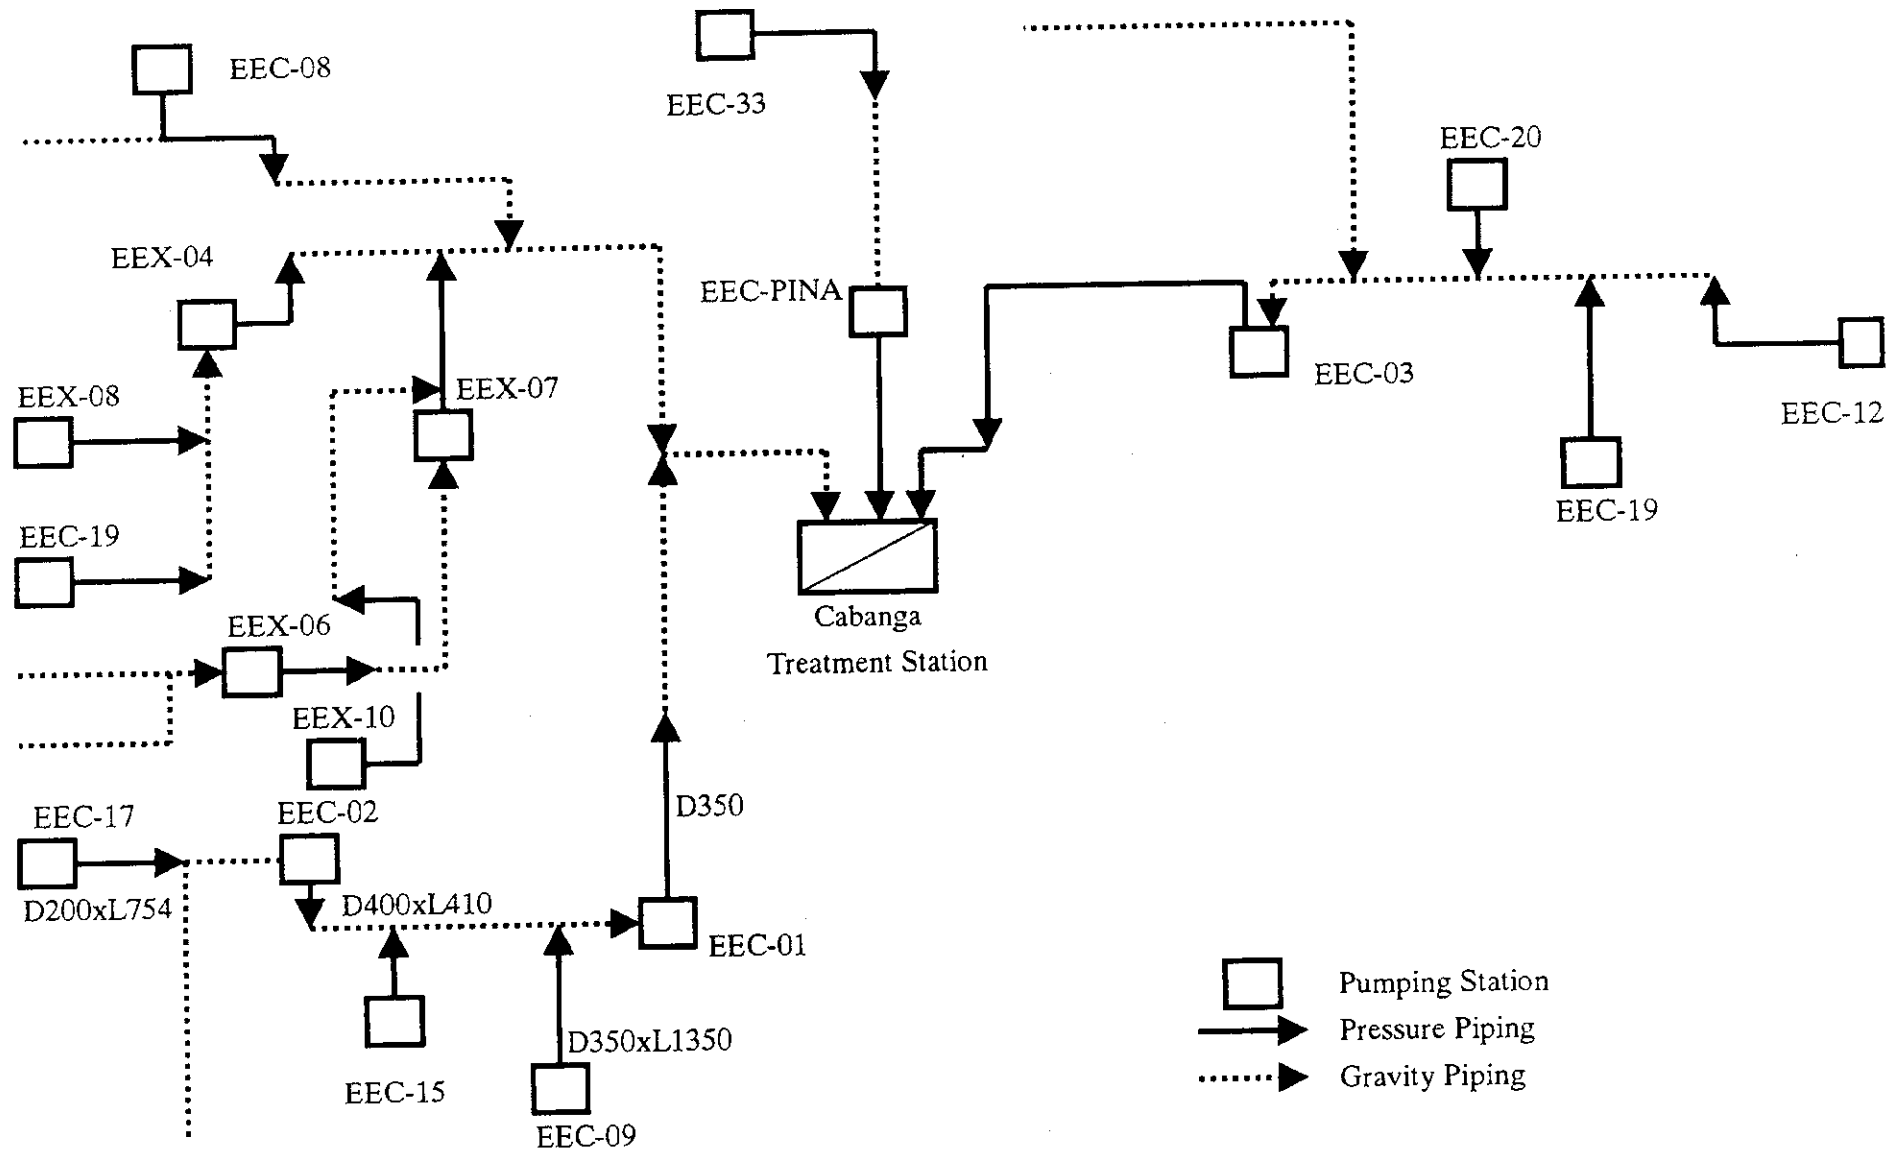 EEC-08
EEC-33
EEC-20
EEX-04
EEC-PINA
EEC-03
EEX-08
EEX-07
EEC-12
EEC-19
EEC-19
Cabanga
Treatment Station
EEX-06
EEX-10
EEC-17
EEC-02
D350
D200xL754
D400xL410
EEC-01
Pumping Station
D350xL1350
Pressure Piping
EEC-15
Gravity Piping
EEC-09